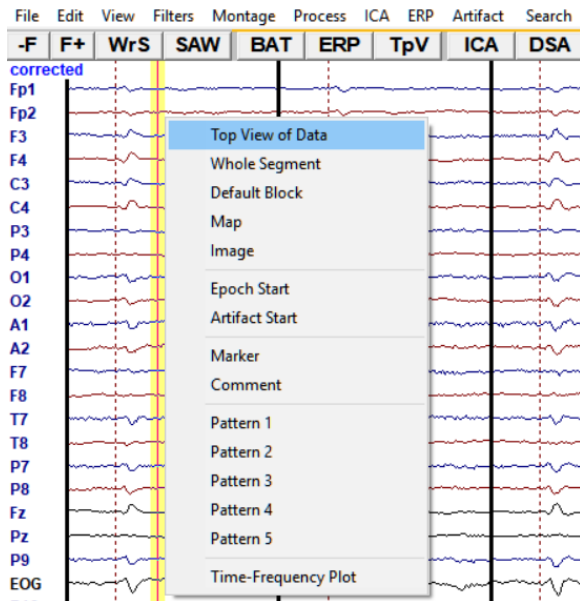 File Edit View Filters Montage Process ICA ERP Artifact Search
-F F+ WrS SAW BAT ERP TpV ICA DSA
corrected
Fp1
Fp2
F3
F4
C3
C4
P3
P4
O1
O2
A1
A2
F7
F8
T7
T8
P7
P8
Fz
Pz
P9
EOG
Top View of Data
Whole Segment
Default Block
Map
Image
Epoch Start
Artifact Start
Marker
Comment
Pattern 1
Pattern 2
Pattern 3
Pattern 4
Pattern 5
Time-Frequency Plot